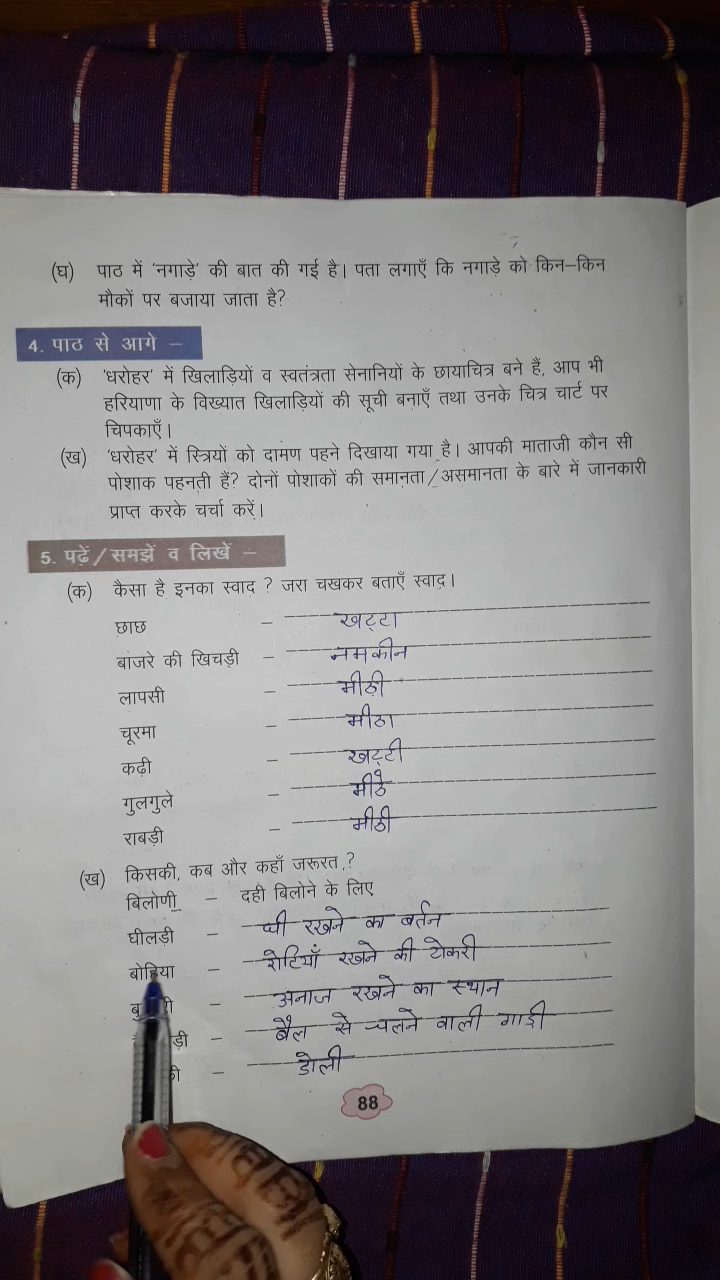 (घ) पाठ में 'नगाड़े' की बात की गई है। पता लगाएँ कि नगाड़े को किन-किन
मौकों पर बजाया जाता है?
4. पाठ से आगे –
(क) 'धरोहर' में खिलाड़ियों व स्वतंत्रता सेनानियों के छायाचित्र बने हैं, आप भी
हरियाणा के विख्यात खिलाड़ियों की सूची बनाएँ तथा उनके चित्र चार्ट पर
चिपकाएँ।
(ख) 'धरोहर' में स्त्रियों को दामण पहने दिखाया गया है। आपकी माताजी कौन सी
पोशाक पहनती हैं? दोनों पोशाकों की समानता/असमानता के बारे में जानकारी
प्राप्त करके चर्चा करें।
5. पढ़ें/समझें व लिखें –
(क) कैसा है इनका स्वाद ? जरा चखकर बताएँ स्वाद।
छाछ – खट्टा
बाजरे की खिचड़ी – नमकीन
लापसी – मीठी
चूरमा – मीठा
कढ़ी – खट्टी
गुलगुले – मीठे
राबड़ी – मीठी
(ख) किसकी, कब और कहाँ जरूरत ?
बिलोणी – दही बिलोने के लिए
घीलड़ी – घी रखने का बर्तन
बोहिया – रोटियाँ रखने की टोकरी
– अनाज रखने का स्थान
– बैल से चलने वाली गाड़ी
– डोली
88